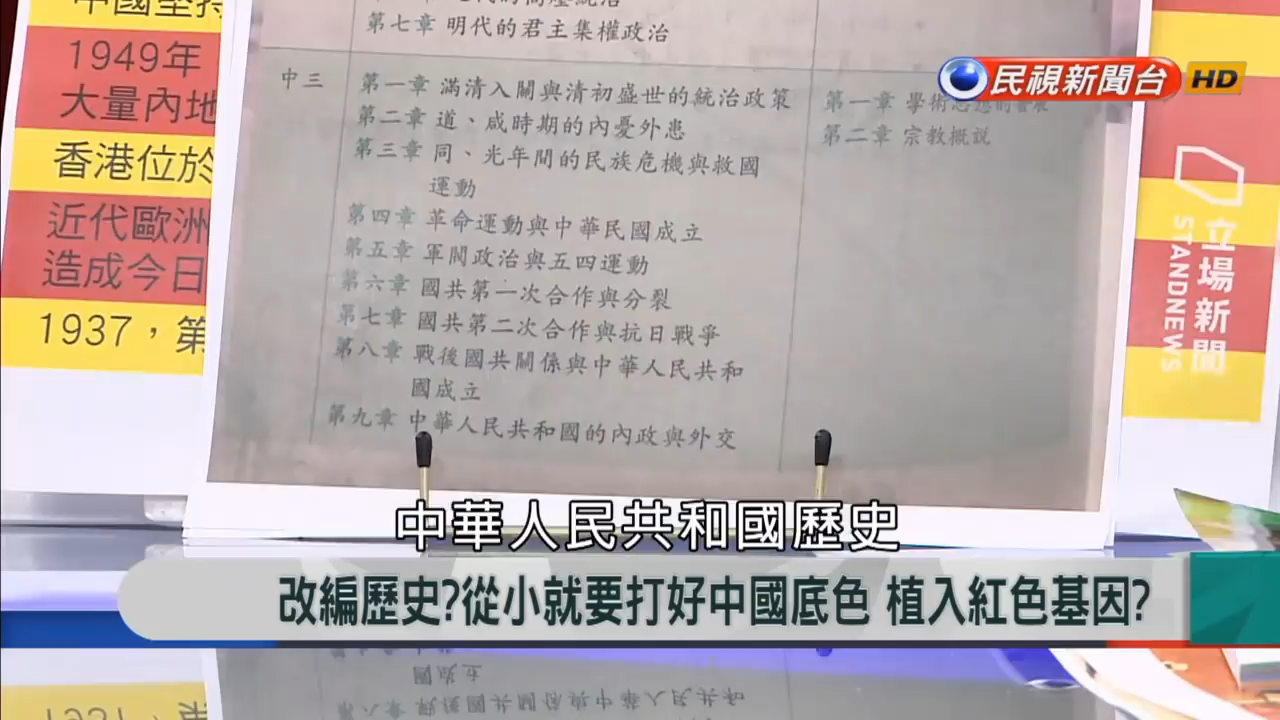 中國堅持
1949年
大量內地
香港位於
近代歐洲
造成今日
1937，第
第七章 明代的君主集權政治
中三
第一章 滿清入關與清初盛世的統治政策
第二章 道、咸時期的內憂外患
第三章 同、光年間的民族危機與救國
運動
第四章 革命運動與中華民國成立
第五章 軍閥政治與五四運動
第六章 國共第一次合作與分裂
第七章 國共第二次合作與抗日戰爭
第八章 戰後國共關係與中華人民共和
國成立
第九章 中華人民共和國的內政與外交
第一章 學術思想的發展
第二章 宗教概説
民視新聞台 HD
立場新聞
STANDNEWS
中華人民共和國歷史
改編歷史?從小就要打好中國底色 植入紅色基因?